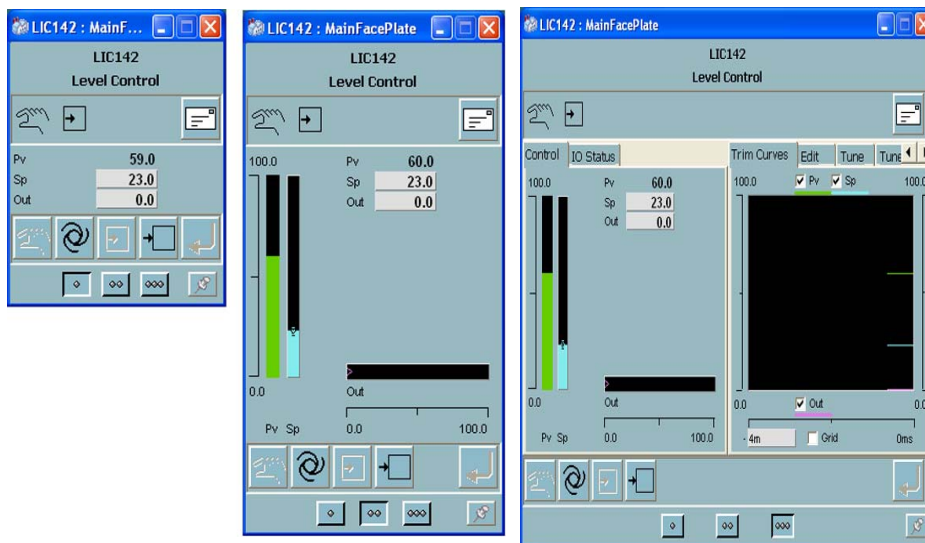 LIC142 : MainF...
LIC142
Level Control
Pv 59.0
Sp 23.0
Out 0.0
LIC142 : MainFacePlate
LIC142
Level Control
100.0 Pv 60.0
Sp 23.0
Out 0.0
0.0 Out
Pv Sp 0.0 100.0
LIC142 : MainFacePlate
LIC142
Level Control
Control IO Status
100.0 Pv 60.0
Sp 23.0
Out 0.0
0.0 Out
Pv Sp 0.0 100.0
Trim Curves Edit Tune Tune
100.0 Pv Sp 100.0
0.0 Out 0.0
- 4m Grid 0ms